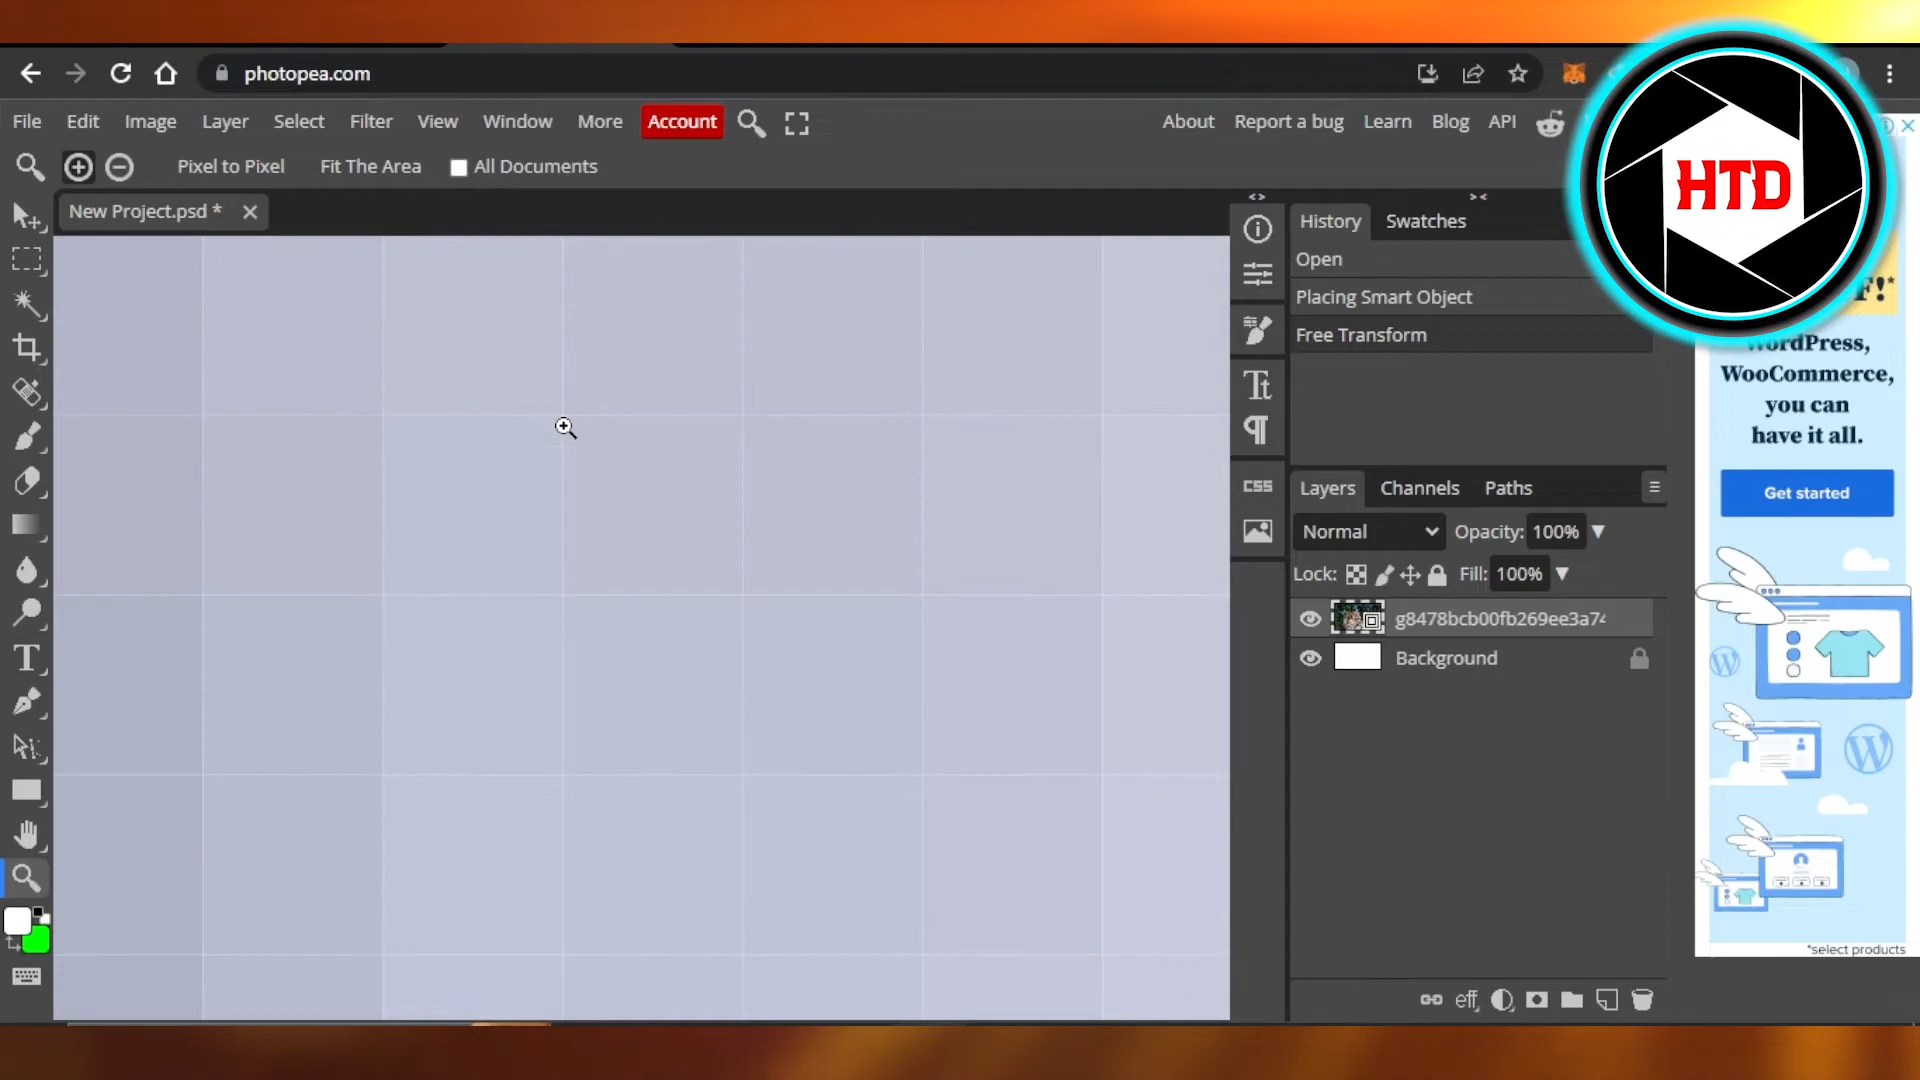 photopea.com
File Edit Image Layer Select Filter View Window More Account About Report a bug Learn Blog API
Pixel to Pixel Fit The Area All Documents
New Project.psd *
HTD
History Swatches
Open
Placing Smart Object
Free Transform
F!*
WordPress,
WooCommerce,
you can
have it all.
Get started
CSS
Layers Channels Paths
Normal Opacity: 100%
Lock: Fill: 100%
g8478bcb00fb269ee3a74
Background
eff
*select products